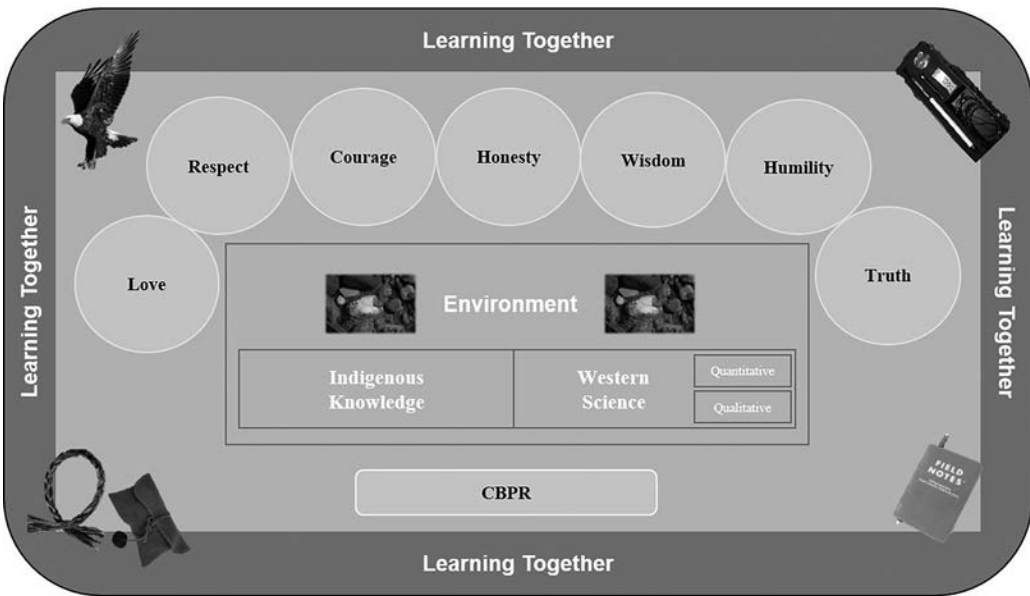 Learning Together
Learning Together
Learning Together
Respect
Courage
Honesty
Wisdom
Humility
Love
Truth
Environment
Indigenous
Knowledge
Western
Science
Quantitative
Qualitative
FIELD
NOTES
CBPR
Learning Together